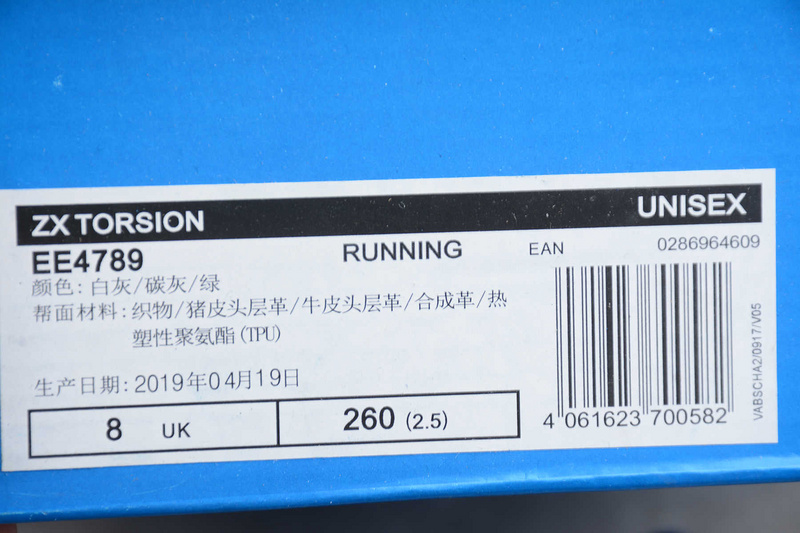 ZX TORSION UNISEX
EE4789 RUNNING EAN 0286964609
颜色: 白灰/碳灰/绿
帮面材料: 织物/猪皮头层革/牛皮头层革/合成革/热
塑性聚氨酯(TPU)
生产日期: 2019年04月19日
8 UK 260 (2.5)
4 061623 700582
VABSCHA2/0917/V05